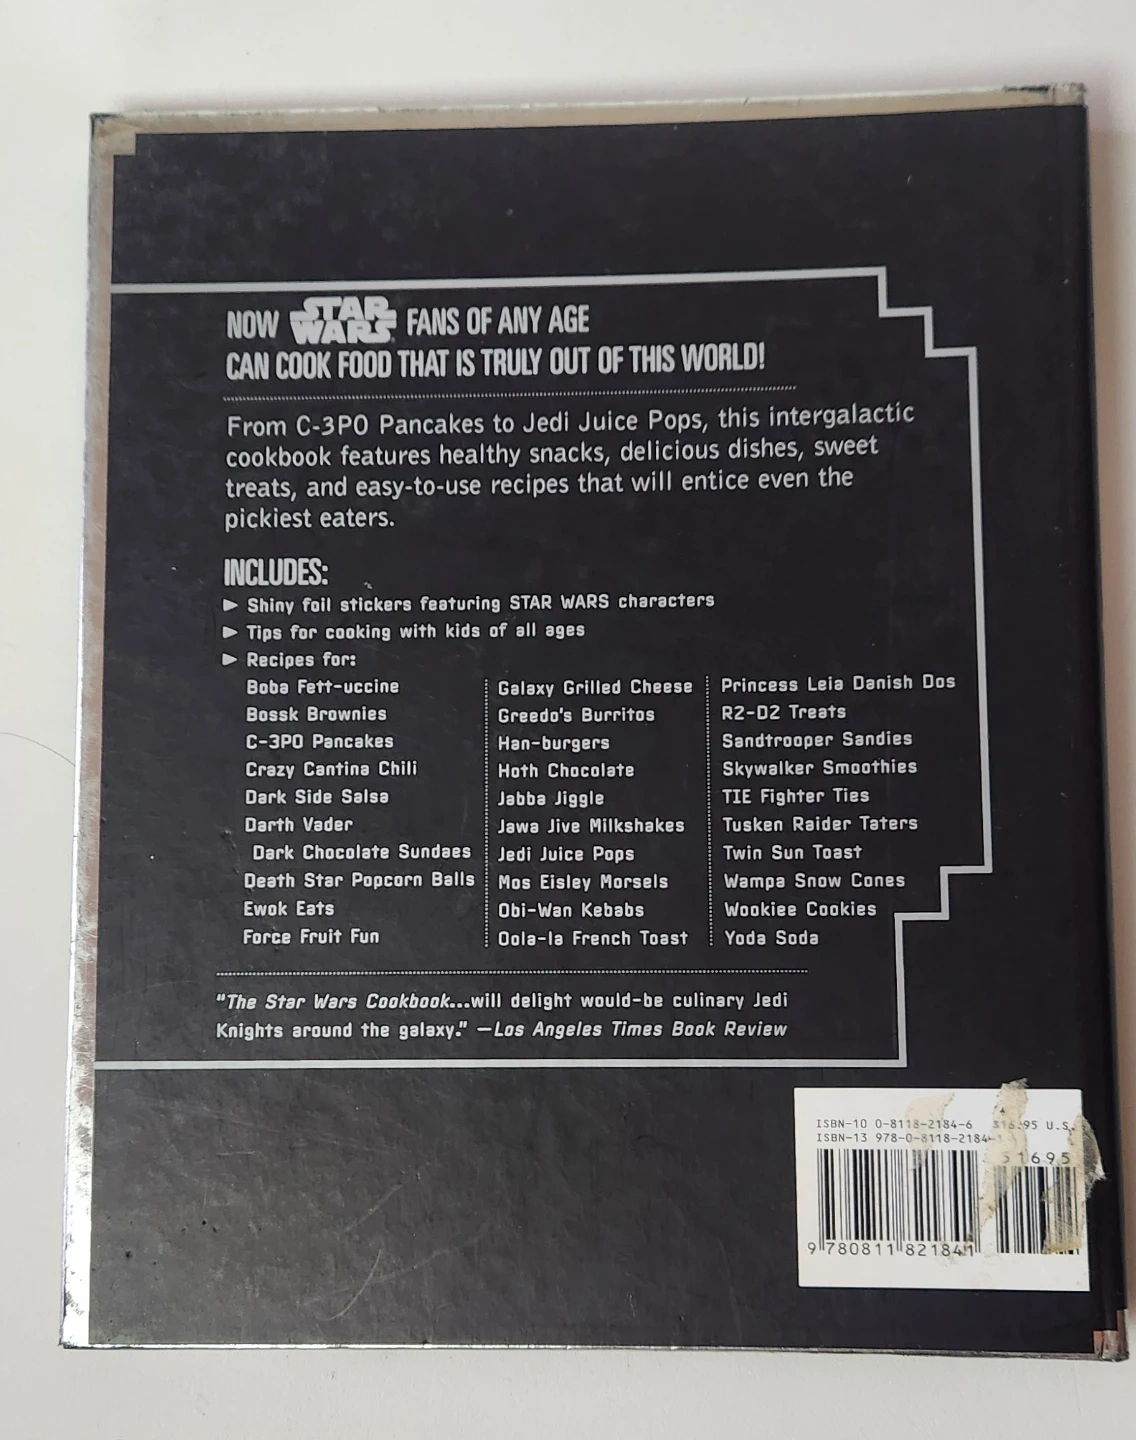 NOW STAR WARS FANS OF ANY AGE
CAN COOK FOOD THAT IS TRULY OUT OF THIS WORLD!
From C-3PO Pancakes to Jedi Juice Pops, this intergalactic
cookbook features healthy snacks, delicious dishes, sweet
treats, and easy-to-use recipes that will entice even the
pickiest eaters.
INCLUDES:
► Shiny foil stickers featuring STAR WARS characters
► Tips for cooking with kids of all ages
► Recipes for:
Boba Fett-uccine
Bossk Brownies
C-3PO Pancakes
Crazy Cantina Chili
Dark Side Salsa
Darth Vader
Dark Chocolate Sundaes
Death Star Popcorn Balls
Ewok Eats
Force Fruit Fun
Galaxy Grilled Cheese
Greedo's Burritos
Han-burgers
Hoth Chocolate
Jabba Jiggle
Jawa Jive Milkshakes
Jedi Juice Pops
Mos Eisley Morsels
Obi-Wan Kebabs
Oola-la French Toast
Princess Leia Danish Dos
R2-D2 Treats
Sandtrooper Sandies
Skywalker Smoothies
TIE Fighter Ties
Tusken Raider Taters
Twin Sun Toast
Wampa Snow Cones
Wookiee Cookies
Yoda Soda
"The Star Wars Cookbook...will delight would-be culinary Jedi
Knights around the galaxy." —Los Angeles Times Book Review
ISBN-10 0-8118-2184-6 $16.95 U.S.
ISBN-13 978-0-8118-2184-
51695
9 780811 821841